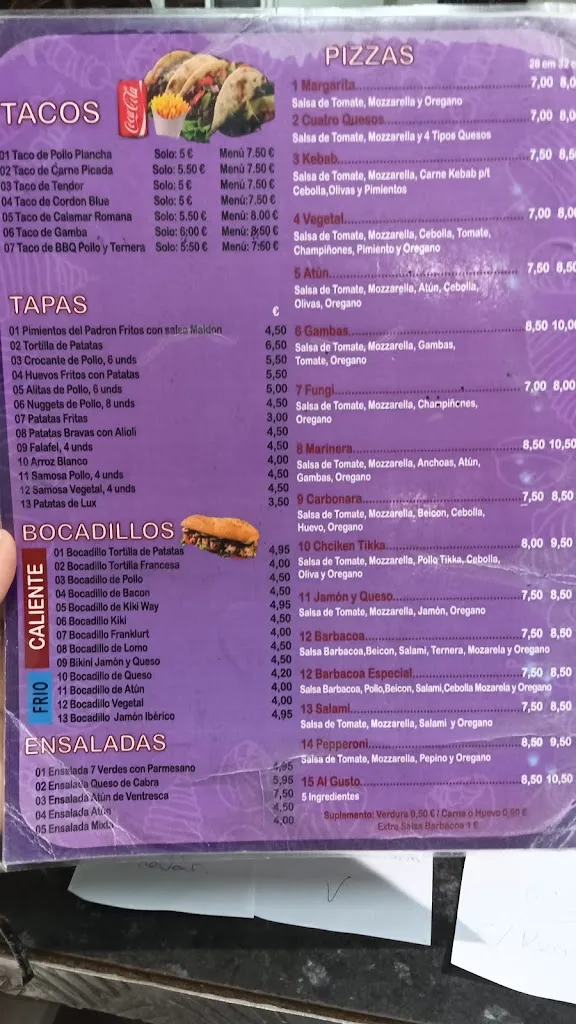 TACOS
Coca-Cola
01 Taco de Pollo Plancha Solo: 5 € Menú 7.50 €
02 Taco de Carne Picada Solo: 5.50 € Menú: 7.50 €
03 Taco de Tendor Solo: 5 € Menú: 7.50 €
04 Taco de Cordon Blue Solo: 5 € Menú:7.50 €
05 Taco de Calamar Romana Solo: 5.50 € Menú: 8.00 €
06 Taco de Gamba Solo: 6:00 € Menú: 8:50 €
07 Taco de BBQ Pollo y Ternera Solo: 5:50 € Menú: 7:60 €
TAPAS
€
01 Pimientos del Padron Fritos con salsa Maldon 4,50
02 Tortilla de Patatas 6,50
03 Crocante de Pollo, 6 unds 5,50
04 Huevos Fritos con Patatas 5,50
05 Alitas de Pollo, 6 unds 5,00
06 Nuggets de Pollo, 8 unds 4,50
07 Patatas Fritas 3,00
08 Patatas Bravas con Alioli 4,50
09 Falafel, 4 unds 4,50
10 Arroz Blanco 4,00
11 Samosa Pollo, 4 unds 4,50
12 Samosa Vegetal, 4 unds 4,50
13 Patatas de Lux 3,50
BOCADILLOS
CALIENTE
01 Bocadillo Tortilla de Patatas 4,95
02 Bocadillo Tortilla Francesa 4,00
03 Bocadillo de Pollo 4,50
04 Bocadillo de Bacon 4,50
05 Bocadillo de Kiki Way 4,95
06 Bocadillo Kiki 4,50
07 Bocadillo Frankfurt 4,00
08 Bocadillo de Lomo 4,50
09 Bikini Jamón y Queso 4,50
FRIO
10 Bocadillo de Queso 4,20
11 Bocadillo de Atún 4,00
12 Bocadillo Vegetal 4,00
13 Bocadillo Jamón Ibérico 4,95
ENSALADAS
01 Ensalada 7 Verdes con Parmesano 4,95
02 Ensalada Queso de Cabra 5,95
03 Ensalada Atún de Ventresca 7,50
04 Ensalada Atún 4,50
05 Ensalada Mixta 4,00
PIZZAS
1 Margarita 7,00
Salsa de Tomate, Mozzarella y Oregano
2 Cuatro Quesos 7,00
Salsa de Tomate, Mozzarella y 4 Tipos Quesos
3 Kebab 7,50
Salsa de Tomate, Mozzarella, Carne Kebab p/t
Cebolla,Olivas y Pimientos
4 Vegetal 7,00
Salsa de Tomate, Mozzarella, Cebolla, Tomate,
Champiñones, Pimiento y Oregano
5 Atún 7,50
Salsa de Tomate, Mozzarella, Atún, Cebolla,
Olivas, Oregano
6 Gambas 8,50 10,00
Salsa de Tomate, Mozzarella, Gambas,
Tomate, Oregano
7 Fungi 7,00 8,00
Salsa de Tomate, Mozzarella, Champiñones,
Oregano
8 Marinera 8,50 10,50
Salsa de Tomate, Mozzarella, Anchoas, Atún,
Gambas, Oregano
9 Carbonara 7,50 8,50
Salsa de Tomate, Mozzarella, Beicon, Cebolla,
Huevo, Oregano
10 Chciken Tikka 8,00 9,50
Salsa de Tomate, Mozzarella, Pollo Tikka, Cebolla,
Oliva y Oregano
11 Jamón y Queso 7,50 8,50
Salsa de Tomate, Mozzarella, Jamón, Oregano
12 Barbacoa 7,50 8,50
Salsa Barbacoa,Beicon, Salami, Ternera, Mozarela y Oregano
12 Barbacoa Especial 7,50 8,50
Salsa Barbacoa, Pollo,Beicon, Salami,Cebolla Mozarela y Oregano
13 Salami 7,50 8,50
Salsa de Tomate, Mozzarella, Salami y Oregano
14 Pepperoni 8,50 9,50
Salsa de Tomate, Mozzarella, Pepino y Oregano
15 Al Gusto 8,50 10,50
5 Ingredientes
Suplemento: Verdura 0,50 € / Carne o Huevo 0,90 €
Extra Salsa Barbacoa 1 €